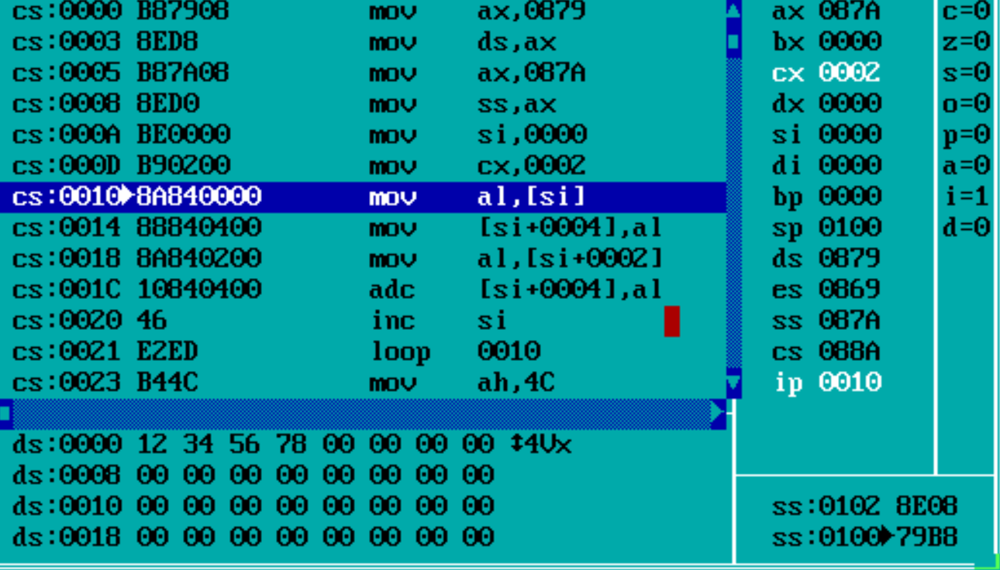 cs:0000 B87908 mov ax,0879 ax 087A c=0
cs:0003 8ED8 mov ds,ax bx 0000 z=0
cs:0005 B87A08 mov ax,087A cx 0002 s=0
cs:0008 8ED0 mov ss,ax dx 0000 o=0
cs:000A BE0000 mov si,0000 si 0000 p=0
cs:000D B90200 mov cx,0002 di 0000 a=0
cs:0010►8A840000 mov al,[si] bp 0000 i=1
cs:0014 88840400 mov [si+0004],al sp 0100 d=0
cs:0018 8A840200 mov al,[si+0002] ds 0879
cs:001C 10840400 adc [si+0004],al es 0869
cs:0020 46 inc si ss 087A
cs:0021 E2ED loop 0010 cs 088A
cs:0023 B44C mov ah,4C ip 0010
ds:0000 12 34 56 78 00 00 00 00 ↕4Vx
ds:0008 00 00 00 00 00 00 00 00
ds:0010 00 00 00 00 00 00 00 00 ss:0102 8E08
ds:0018 00 00 00 00 00 00 00 00 ss:0100►79B8